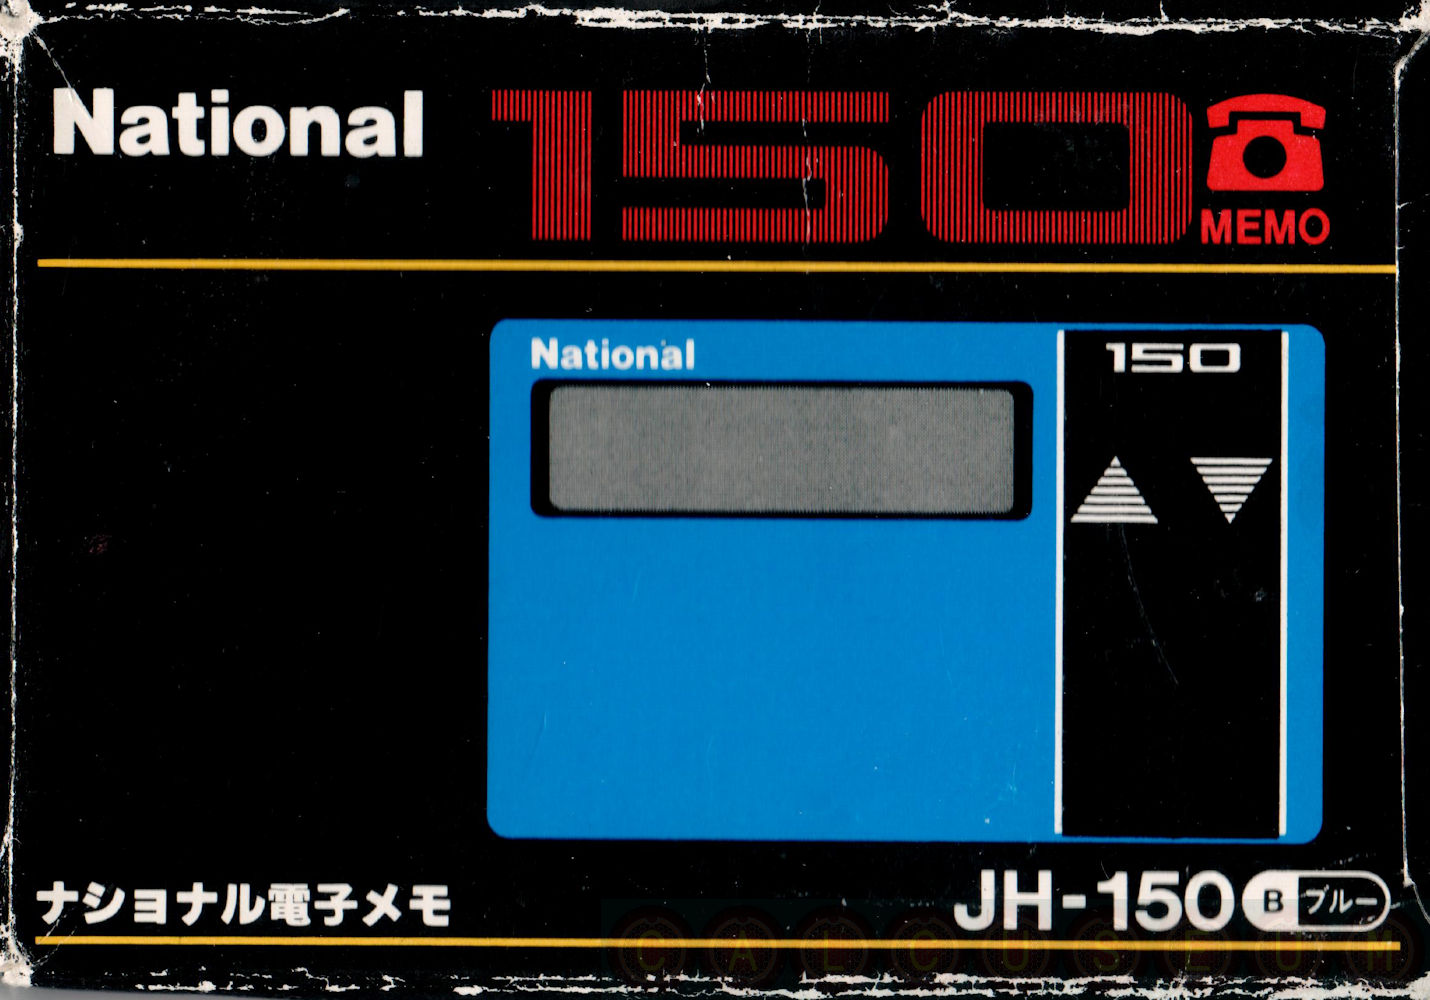 National 150
MEMO
National
150
ナショナル電子メモ
JH-150 B ブルー
CALCUSEUM